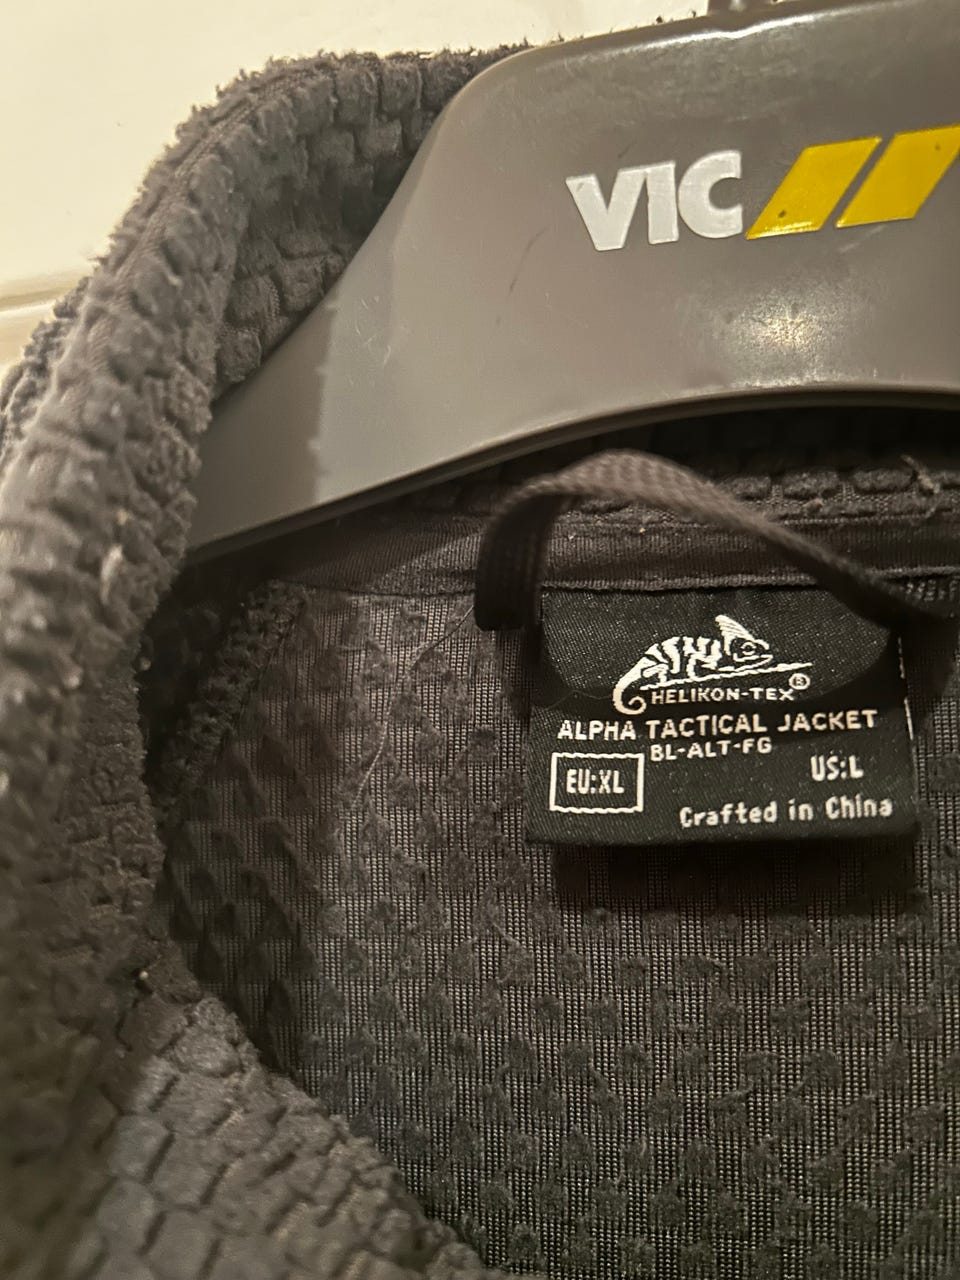 VIC
HELIKON-TEX®
ALPHA TACTICAL JACKET
BL-ALT-FG
EU:XL
US:L
Crafted in China